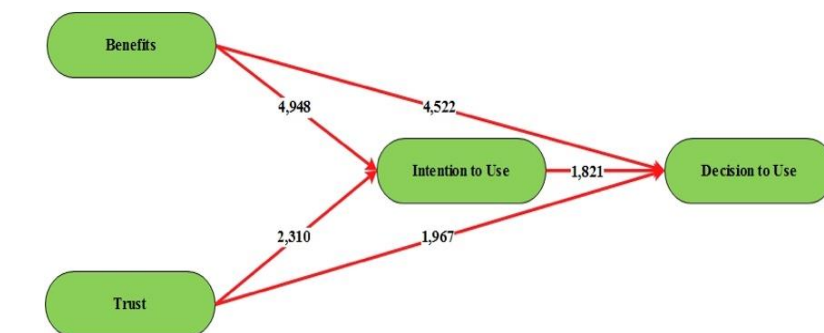 Benefits
4,948
4,522
Intention to Use
1,821
Decision to Use
2,310
1,967
Trust